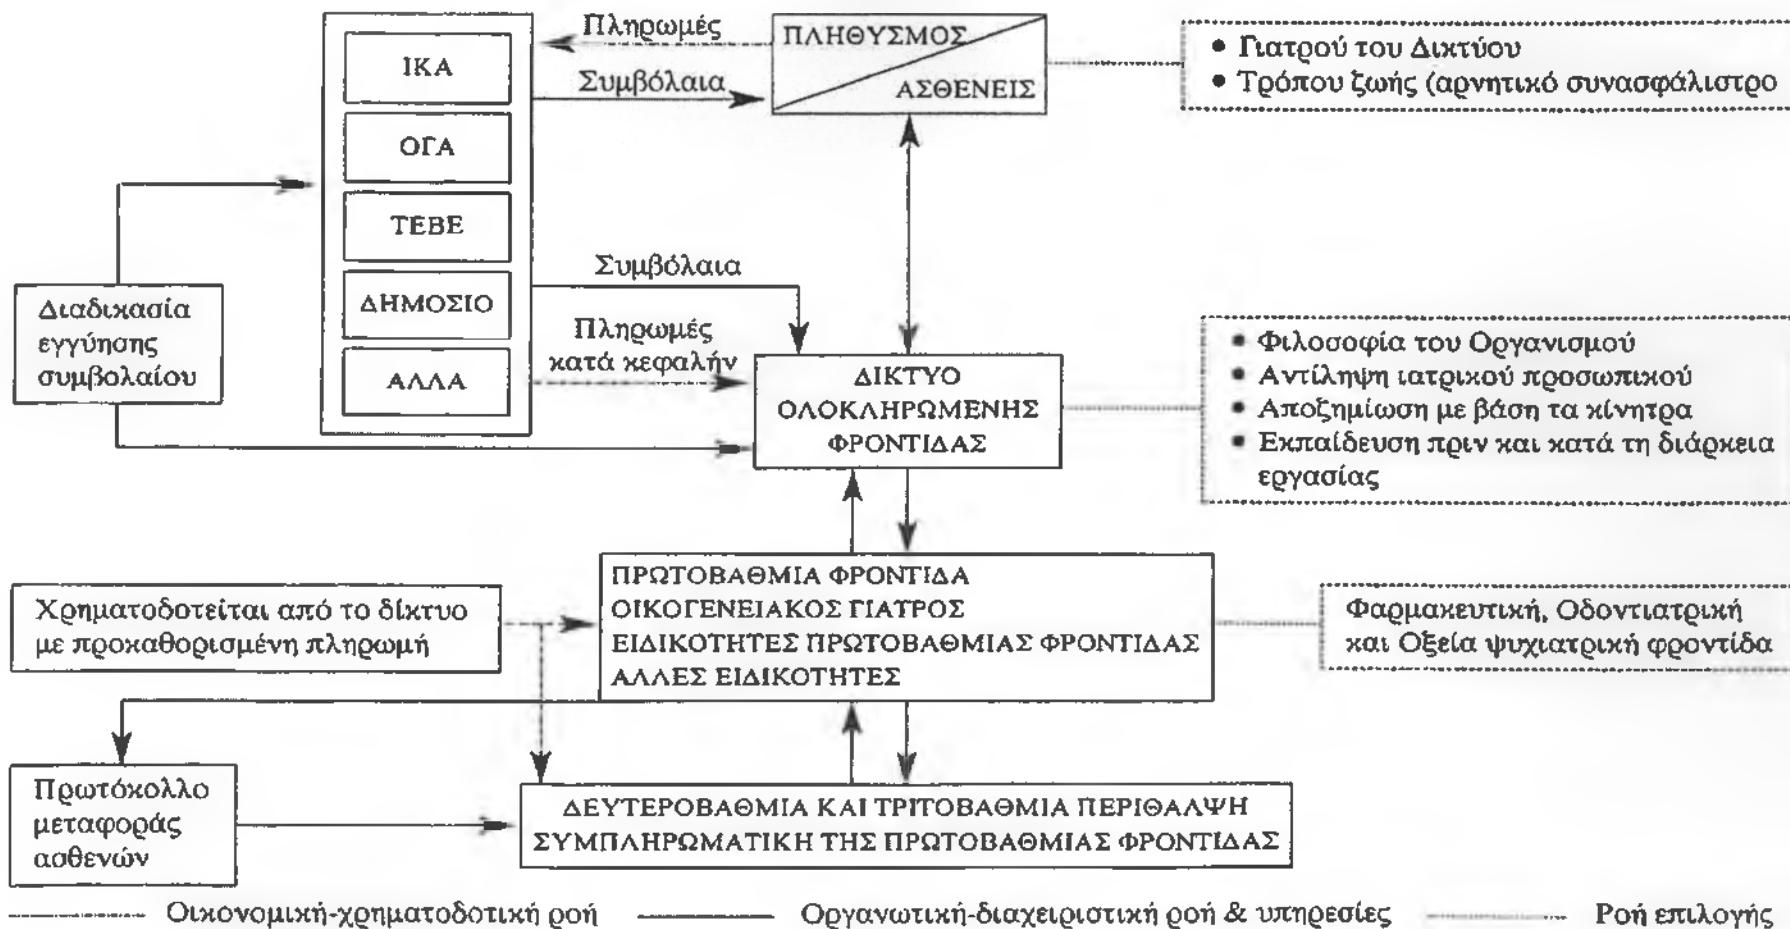 ΙΚΑ
ΟΓΑ
ΤΕΒΕ
ΔΗΜΟΣΙΟ
ΑΛΛΑ
Πληρωμές
Συμβόλαια
ΠΛΗΘΥΣΜΟΣ
ΑΣΘΕΝΕΙΣ
• Γιατρού του Δικτύου
• Τρόπου ζωής (αρνητικό συνασφάλιστρο
Διαδικασία
εγγύησης
συμβολαίου
Συμβόλαια
Πληρωμές
κατά κεφαλήν
ΔΙΚΤΥΟ
ΟΛΟΚΛΗΡΩΜΕΝΗΣ
ΦΡΟΝΤΙΔΑΣ
• Φιλοσοφία του Οργανισμού
• Αντίληψη ιατρικού προσωπικού
• Αποζημίωση με βάση τα κίνητρα
• Εκπαίδευση πριν και κατά τη διάρκεια
εργασίας
Χρηματοδοτείται από το δίκτυο
με προκαθορισμένη πληρωμή
ΠΡΩΤΟΒΑΘΜΙΑ ΦΡΟΝΤΙΔΑ
ΟΙΚΟΓΕΝΕΙΑΚΟΣ ΓΙΑΤΡΟΣ
ΕΙΔΙΚΟΤΗΤΕΣ ΠΡΩΤΟΒΑΘΜΙΑΣ ΦΡΟΝΤΙΔΑΣ
ΑΛΛΕΣ ΕΙΔΙΚΟΤΗΤΕΣ
Φαρμακευτική, Οδοντιατρική
και Οξεία ψυχιατρική φροντίδα
Πρωτόκολλο
μεταφοράς
ασθενών
ΔΕΥΤΕΡΟΒΑΘΜΙΑ ΚΑΙ ΤΡΙΤΟΒΑΘΜΙΑ ΠΕΡΙΘΑΛΨΗ
ΣΥΜΠΛΗΡΩΜΑΤΙΚΗ ΤΗΣ ΠΡΩΤΟΒΑΘΜΙΑΣ ΦΡΟΝΤΙΔΑΣ
Οικονομική-χρηματοδοτική ροή
Οργανωτική-διαχειριστική ροή & υπηρεσίες
Ροή επιλογής